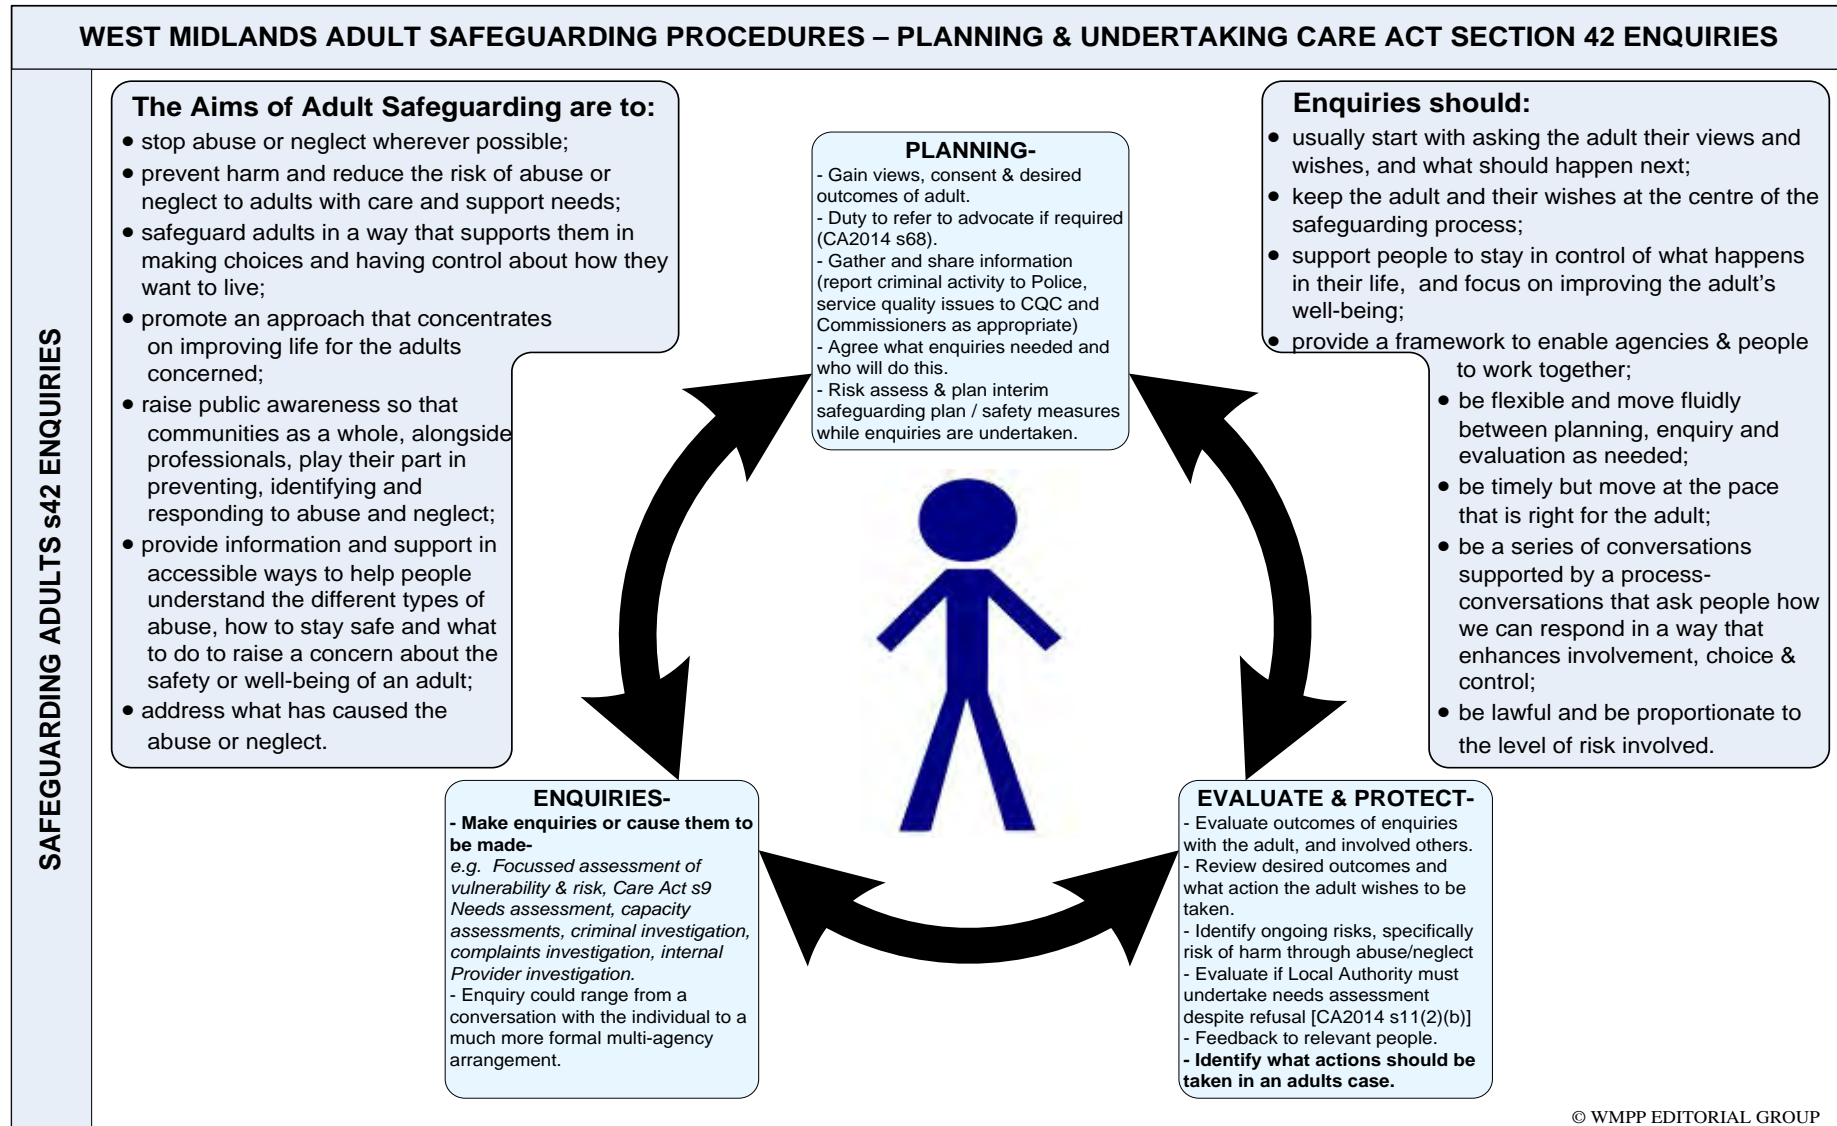 WEST MIDLANDS ADULT SAFEGUARDING PROCEDURES – PLANNING & UNDERTAKING CARE ACT SECTION 42 ENQUIRIES
SAFEGUARDING ADULTS s42 ENQUIRIES
The Aims of Adult Safeguarding are to:
• stop abuse or neglect wherever possible;
• prevent harm and reduce the risk of abuse or
neglect to adults with care and support needs;
• safeguard adults in a way that supports them in
making choices and having control about how they
want to live;
• promote an approach that concentrates
on improving life for the adults
concerned;
• raise public awareness so that
communities as a whole, alongside
professionals, play their part in
preventing, identifying and
responding to abuse and neglect;
• provide information and support in
accessible ways to help people
understand the different types of
abuse, how to stay safe and what
to do to raise a concern about the
safety or well-being of an adult;
• address what has caused the
abuse or neglect.
PLANNING-
- Gain views, consent & desired
outcomes of adult.
- Duty to refer to advocate if required
(CA2014 s68).
- Gather and share information
(report criminal activity to Police,
service quality issues to CQC and
Commissioners as appropriate)
- Agree what enquiries needed and
who will do this.
- Risk assess & plan interim
safeguarding plan / safety measures
while enquiries are undertaken.
Enquiries should:
• usually start with asking the adult their views and
wishes, and what should happen next;
• keep the adult and their wishes at the centre of the
safeguarding process;
• support people to stay in control of what happens
in their life, and focus on improving the adult's
well-being;
• provide a framework to enable agencies & people
to work together;
• be flexible and move fluidly
between planning, enquiry and
evaluation as needed;
• be timely but move at the pace
that is right for the adult;
• be a series of conversations
supported by a process-
conversations that ask people how
we can respond in a way that
enhances involvement, choice &
control;
• be lawful and be proportionate to
the level of risk involved.
ENQUIRIES-
- Make enquiries or cause them to
be made-
e.g. Focussed assessment of
vulnerability & risk, Care Act s9
Needs assessment, capacity
assessments, criminal investigation,
complaints investigation, internal
Provider investigation.
- Enquiry could range from a
conversation with the individual to a
much more formal multi-agency
arrangement.
EVALUATE & PROTECT-
- Evaluate outcomes of enquiries
with the adult, and involved others.
- Review desired outcomes and
what action the adult wishes to be
taken.
- Identify ongoing risks, specifically
risk of harm through abuse/neglect
- Evaluate if Local Authority must
undertake needs assessment
despite refusal [CA2014 s11(2)(b)]
- Feedback to relevant people.
- Identify what actions should be
taken in an adults case.
© WMPP EDITORIAL GROUP